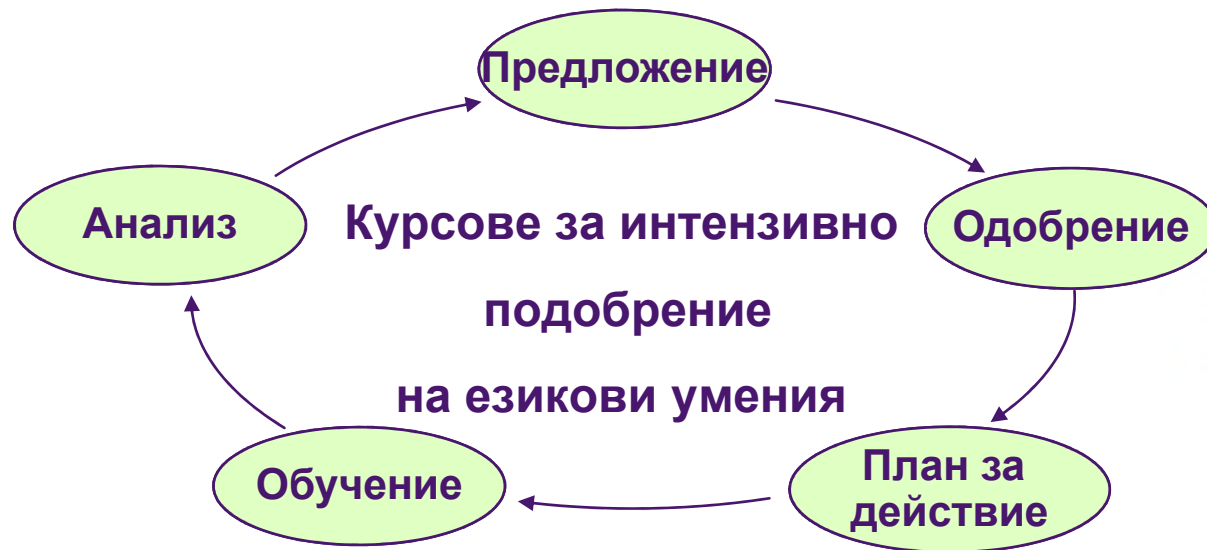 Предложение
Анализ
Курсове за интензивно
Одобрение
подобрение
на езикови умения
Обучение
План за
действие